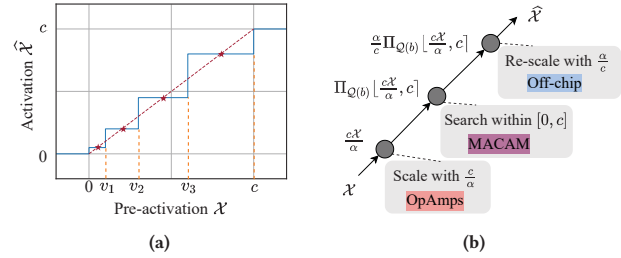 c
0
Activation 𝒳̂
0 v₁ v₂ v₃ c
Pre-activation 𝒳
(a)
𝒳̂
α/c Π_𝒬(b)⌊c𝒳/α, c⌉
Re-scale with α/c
Off-chip
Π_𝒬(b)⌊c𝒳/α, c⌉
Search within [0, c]
MACAM
c𝒳/α
Scale with c/α
OpAmps
𝒳
(b)